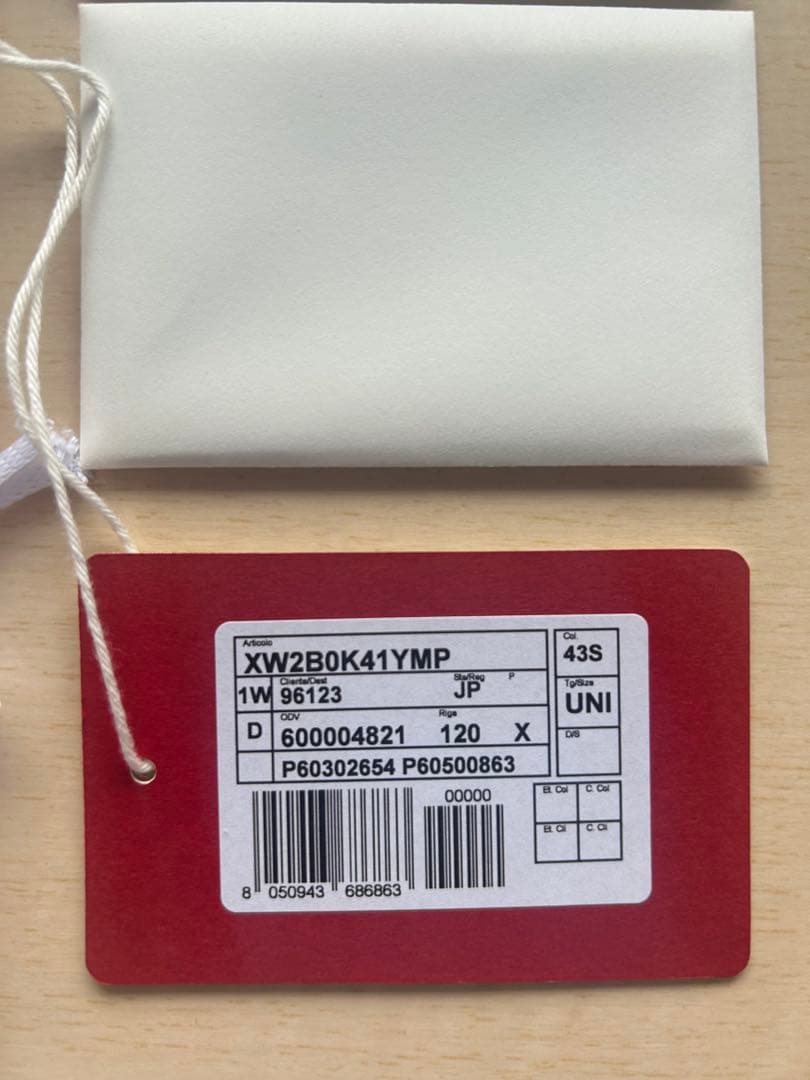 Articolo
XW2B0K41YMP
Col.
43S
1W
Cliente/Dest
96123
Sta/Reg
JP
P
Tg/Size
UNI
D
ODV
600004821
Riga
120
X
D/S
P60302654 P60500863
00000
8 050943 686863
Et. Col
C. Col
Et. Cli
C. Cli